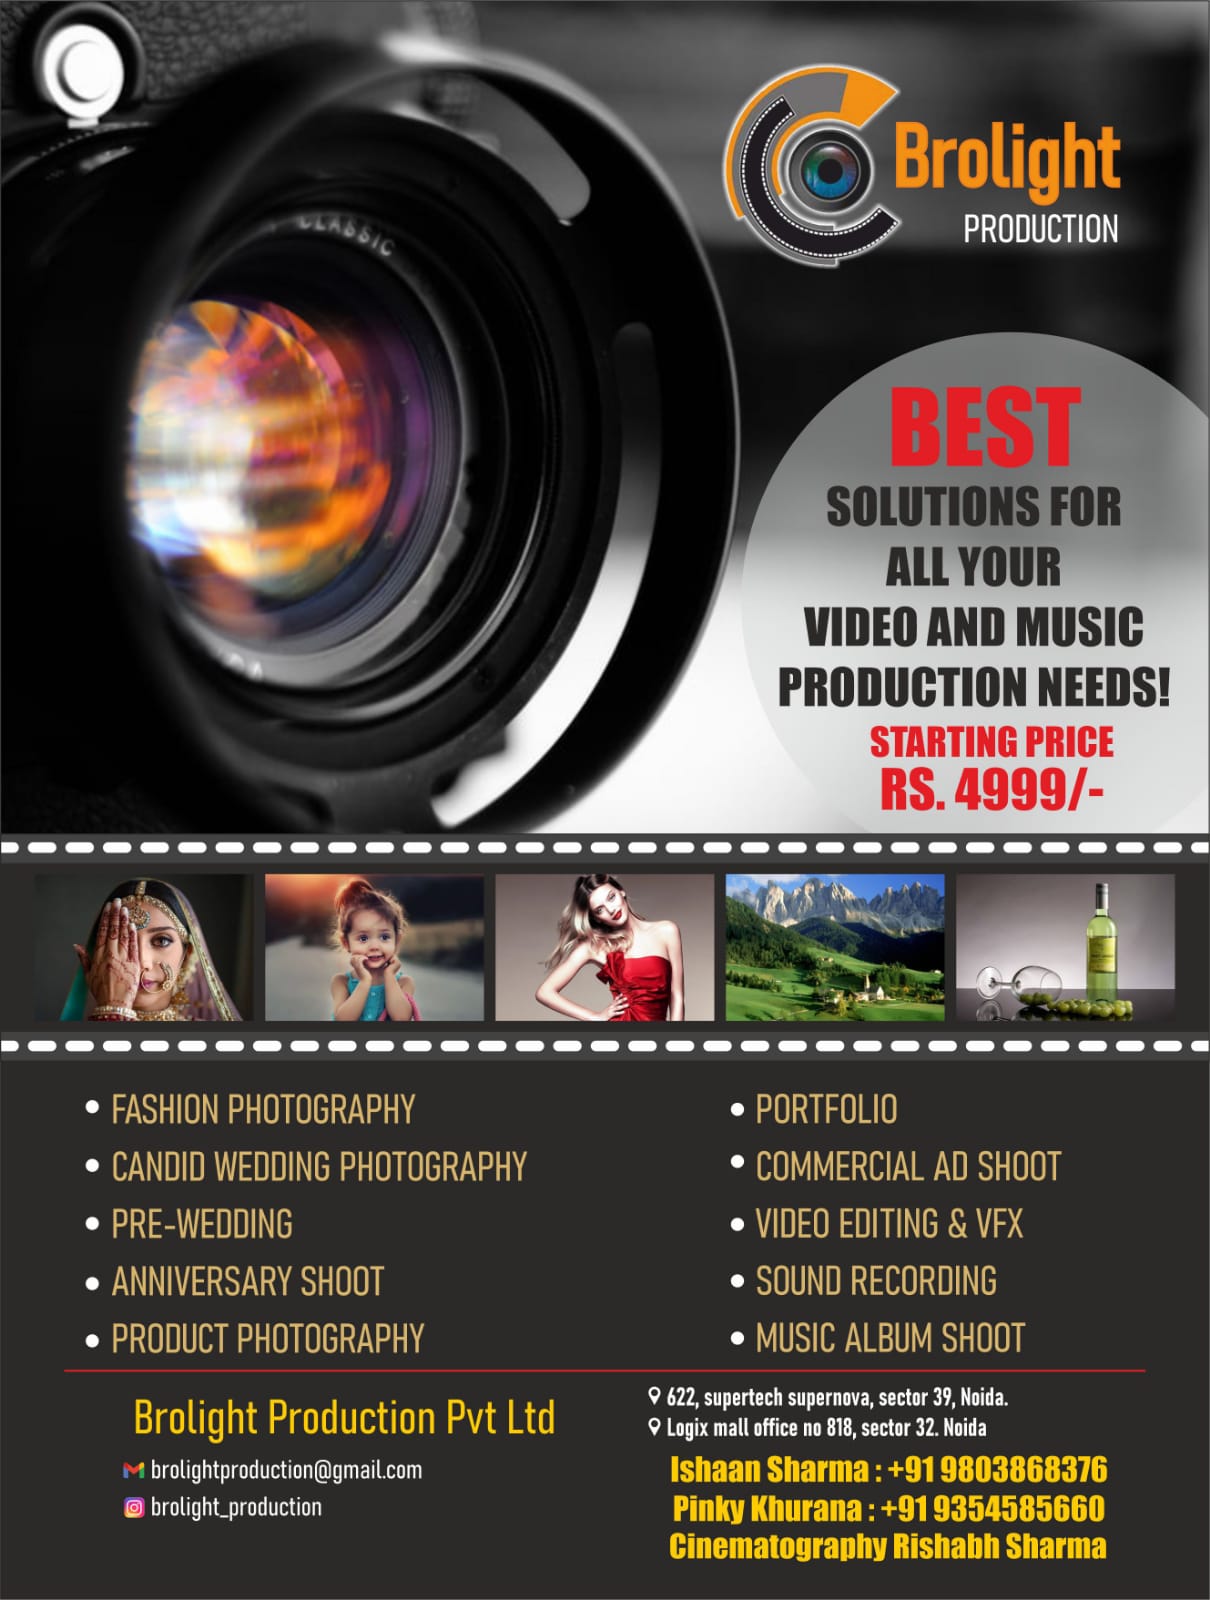 CLASSIC
Brolight
PRODUCTION
BEST
SOLUTIONS FOR
ALL YOUR
VIDEO AND MUSIC
PRODUCTION NEEDS!
STARTING PRICE
RS. 4999/-
FASHION PHOTOGRAPHY
CANDID WEDDING PHOTOGRAPHY
PRE-WEDDING
ANNIVERSARY SHOOT
PRODUCT PHOTOGRAPHY
PORTFOLIO
COMMERCIAL AD SHOOT
VIDEO EDITING & VFX
SOUND RECORDING
MUSIC ALBUM SHOOT
Brolight Production Pvt Ltd
brolightproduction@gmail.com
brolight_production
622, supertech supernova, sector 39, Noida.
Logix mall office no 818, sector 32. Noida
Ishaan Sharma : +91 9803868376
Pinky Khurana : +91 9354585660
Cinematography Rishabh Sharma